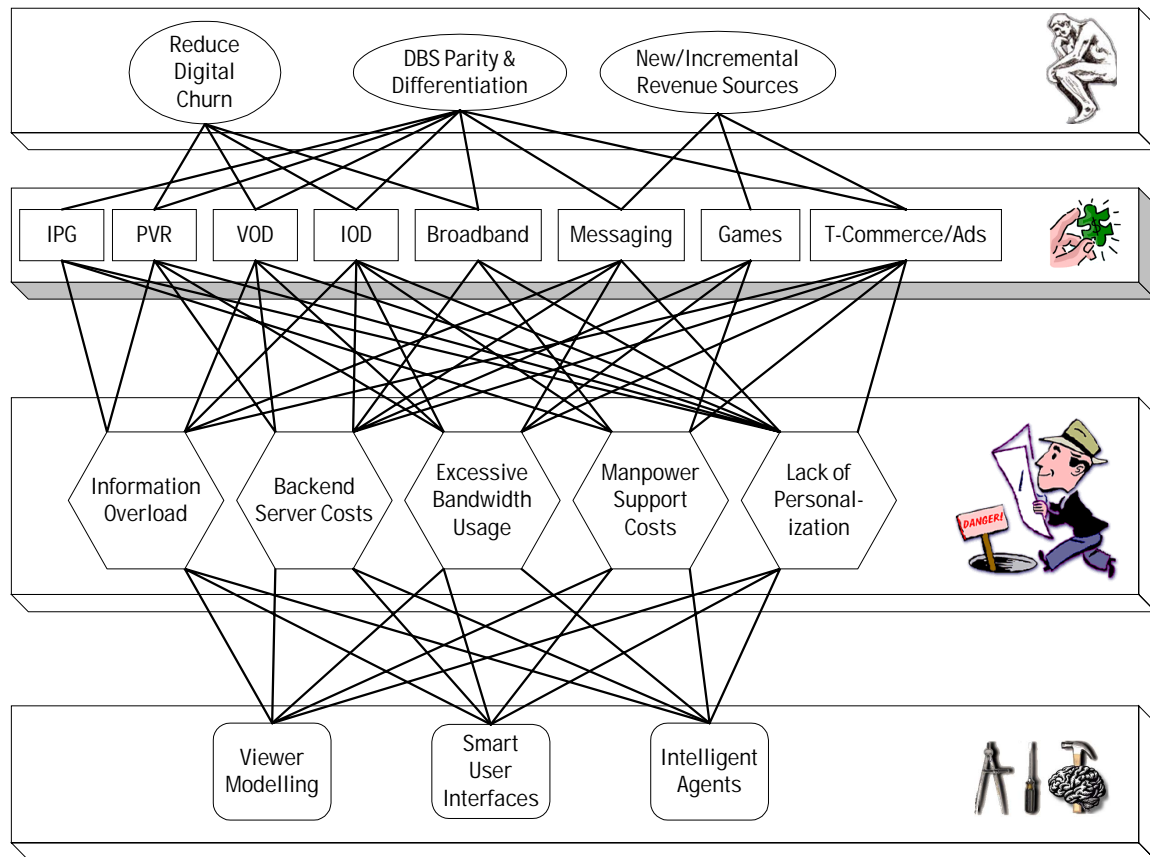 Reduce
Digital
Churn
DBS Parity &
Differentiation
New/Incremental
Revenue Sources
IPG
PVR
VOD
IOD
Broadband
Messaging
Games
T-Commerce/Ads
Information
Overload
Backend
Server Costs
Excessive
Bandwidth
Usage
Manpower
Support
Costs
Lack of
Personal-
ization
DANGER!
Viewer
Modelling
Smart
User
Interfaces
Intelligent
Agents